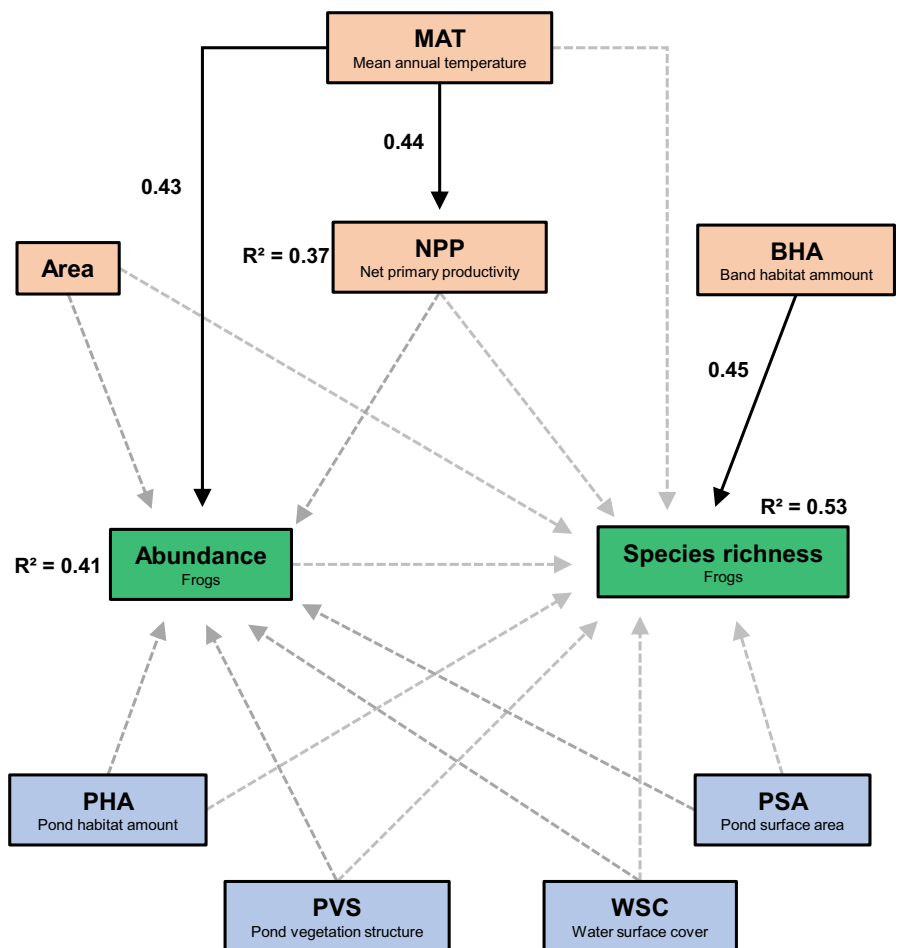 MAT
Mean annual temperature
0.44
0.43
R² = 0.37
NPP
Net primary productivity
BHA
Band habitat ammount
Area
0.45
R² = 0.53
Abundance
Frogs
R² = 0.41
Species richness
Frogs
PHA
Pond habitat amount
PSA
Pond surface area
PVS
Pond vegetation structure
WSC
Water surface cover